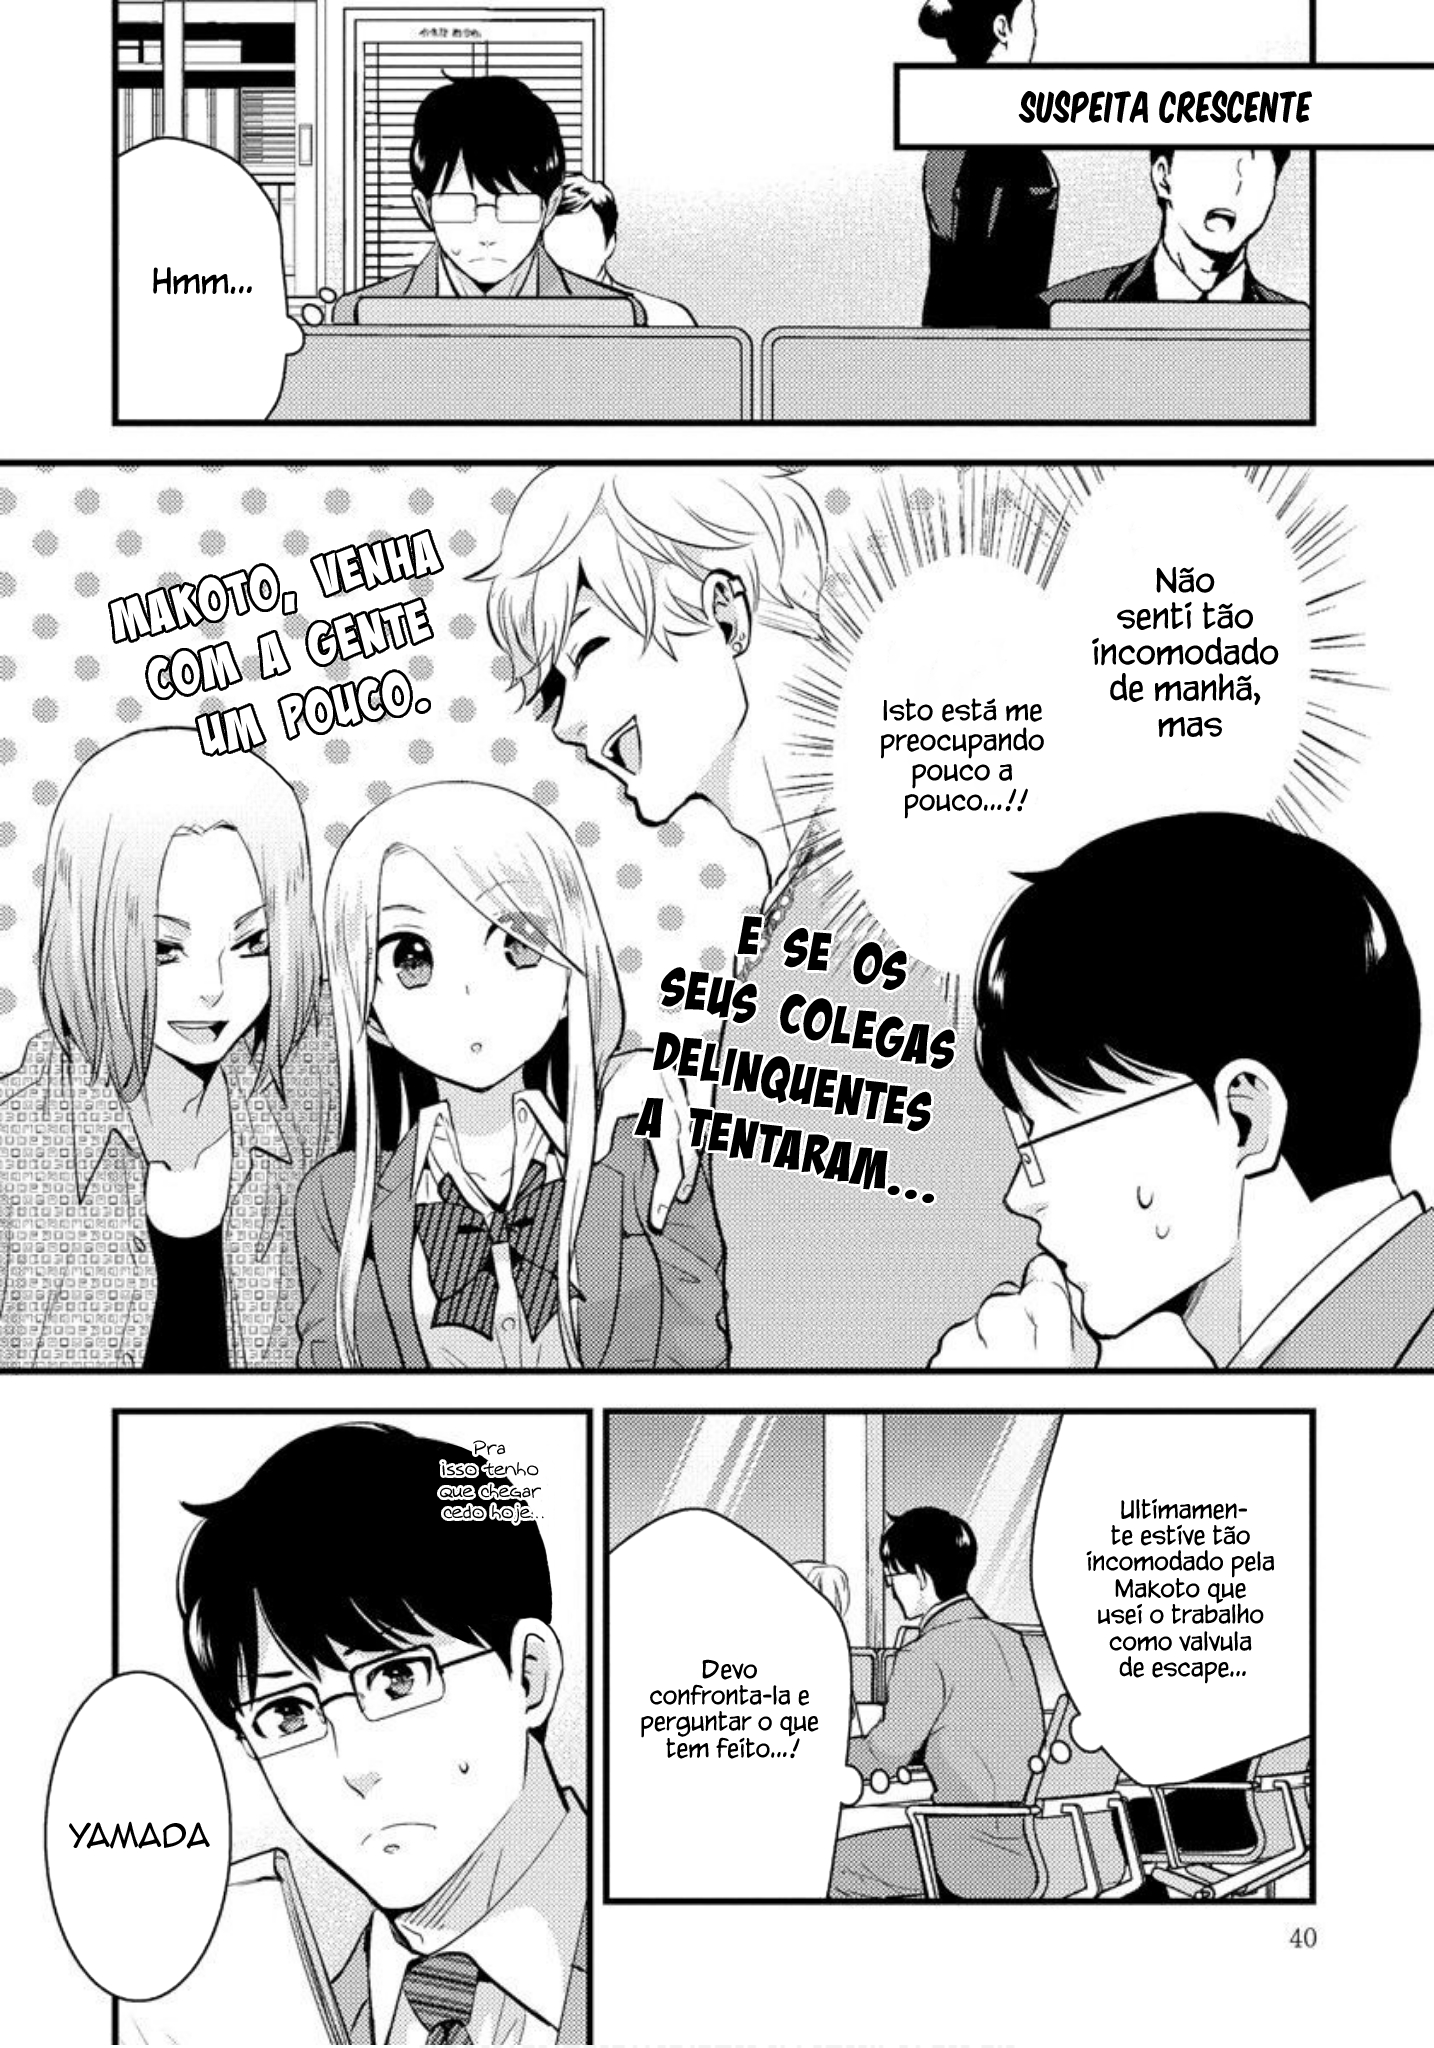 SUSPEITA CRESCENTE
Hmm...
Não
senti tão
incomodado
de manhã,
mas
Isto está me
preocupando
pouco a
pouco...!!
E SE OS
SEUS COLEGAS
DELINQUENTES
A TENTARAM...
MAKOTO, VENHA
COM A GENTE
UM POUCO.
Ultimamen-
te estive tão
incomodado pela
Makoto que
usei o trabalho
como valvula
de escape...
Devo
confronta-la e
perguntar o que
tem feito...!
Pra
isso tenho
que chegar
cedo hoje...
YAMADA
40